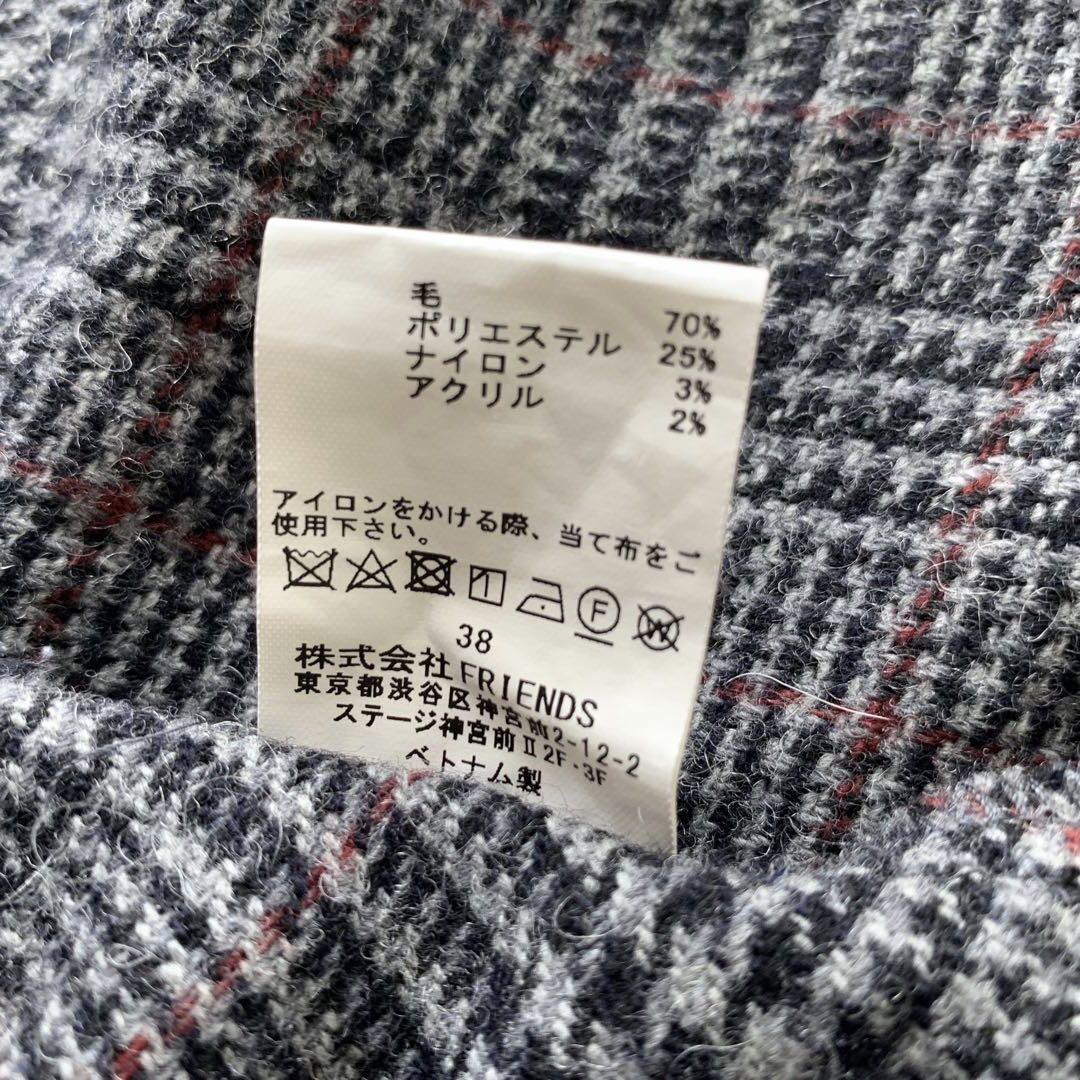 毛 70%
ポリエステル 25%
ナイロン 3%
アクリル 2%
アイロンをかける際、当て布をご
使用下さい。
F W
38
株式会社FRIENDS
東京都渋谷区神宮前2-12-2
ステージ神宮前Ⅱ2F・3F
ベトナム製